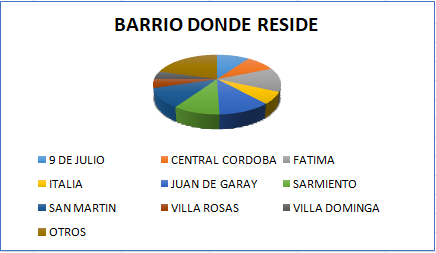 BARRIO DONDE RESIDE
9 DE JULIO
CENTRAL CORDOBA
FATIMA
ITALIA
JUAN DE GARAY
SARMIENTO
SAN MARTIN
VILLA ROSAS
VILLA DOMINGA
OTROS